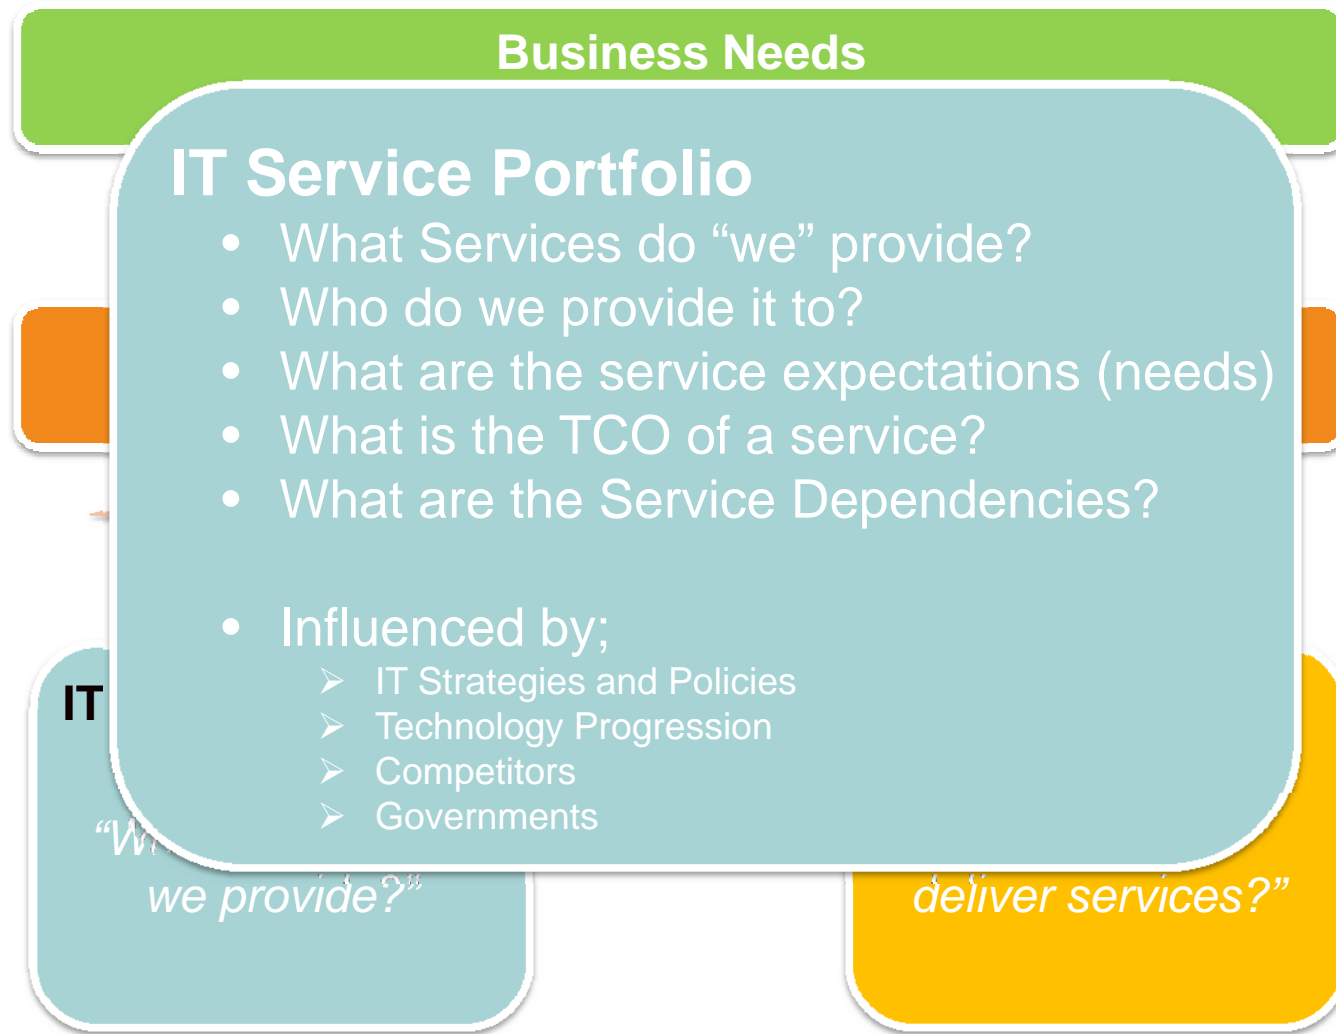 Business Needs
IT Service Portfolio
• What Services do “we” provide?
• Who do we provide it to?
• What are the service expectations (needs)
• What is the TCO of a service?
• What are the Service Dependencies?
• Influenced by;
➢ IT Strategies and Policies
➢ Technology Progression
➢ Competitors
➢ Governments
IT
we provide?”
deliver services?”